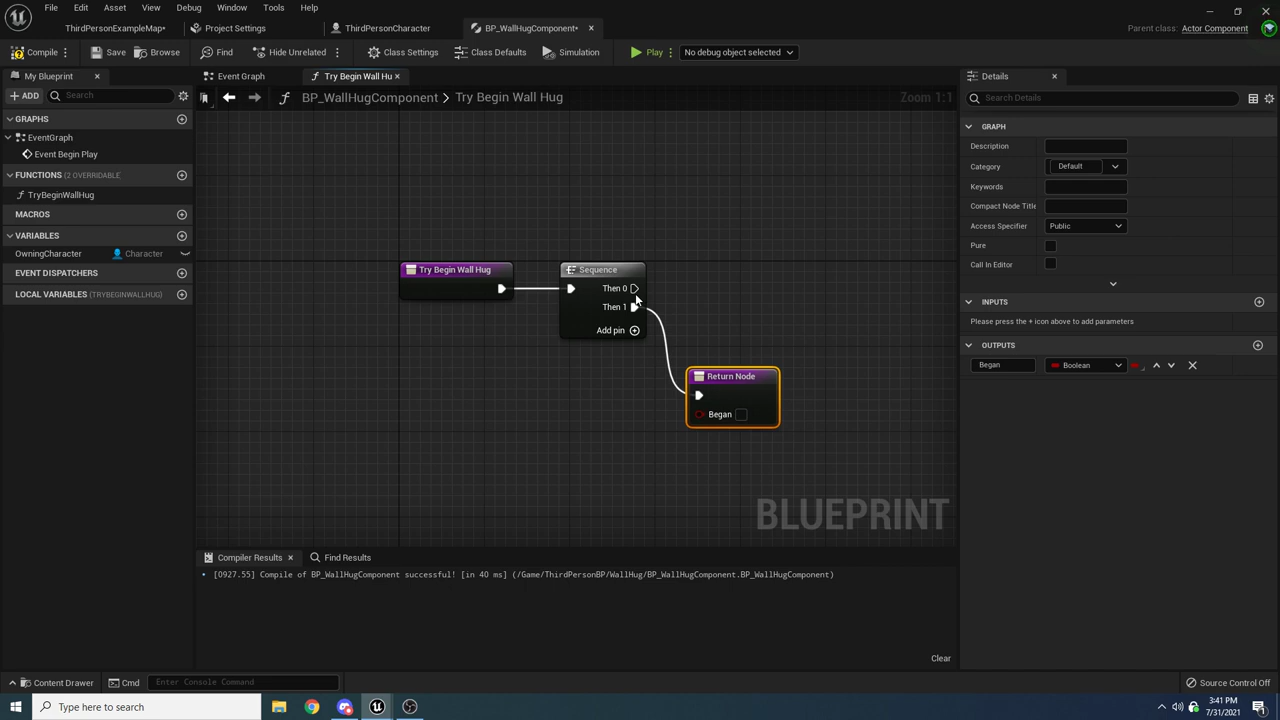 File Edit Asset View Debug Window Tools Help
ThirdPersonExampleMap* Project Settings ThirdPersonCharacter BP_WallHugComponent* Parent class: Actor Component
Compile Save Browse Find Hide Unrelated Class Settings Class Defaults Simulation Play No debug object selected
My Blueprint Event Graph Try Begin Wall Hu Details
ADD Search BP_WallHugComponent > Try Begin Wall Hug Zoom 1:1 Search Details
GRAPHS
EventGraph
Event Begin Play
FUNCTIONS (2 OVERRIDABLE
TryBeginWallHug
MACROS
VARIABLES
OwningCharacter Character
EVENT DISPATCHERS
LOCAL VARIABLES (TRYBEGINWALLHUG)
Try Begin Wall Hug
Sequence
Then 0
Then 1
Add pin
Return Node
Began
BLUEPRINT
GRAPH
Description
Category Default
Keywords
Compact Node Title
Access Specifier Public
Pure
Call In Editor
INPUTS
Please press the + icon above to add parameters
OUTPUTS
Began Boolean
Compiler Results Find Results
[0927.55] Compile of BP_WallHugComponent successful! [in 40 ms] (/Game/ThirdPersonBP/WallHug/BP_WallHugComponent.BP_WallHugComponent)
Clear
Content Drawer Cmd Enter Console Command Source Control Off
Type here to search
3:41 PM
7/31/2021